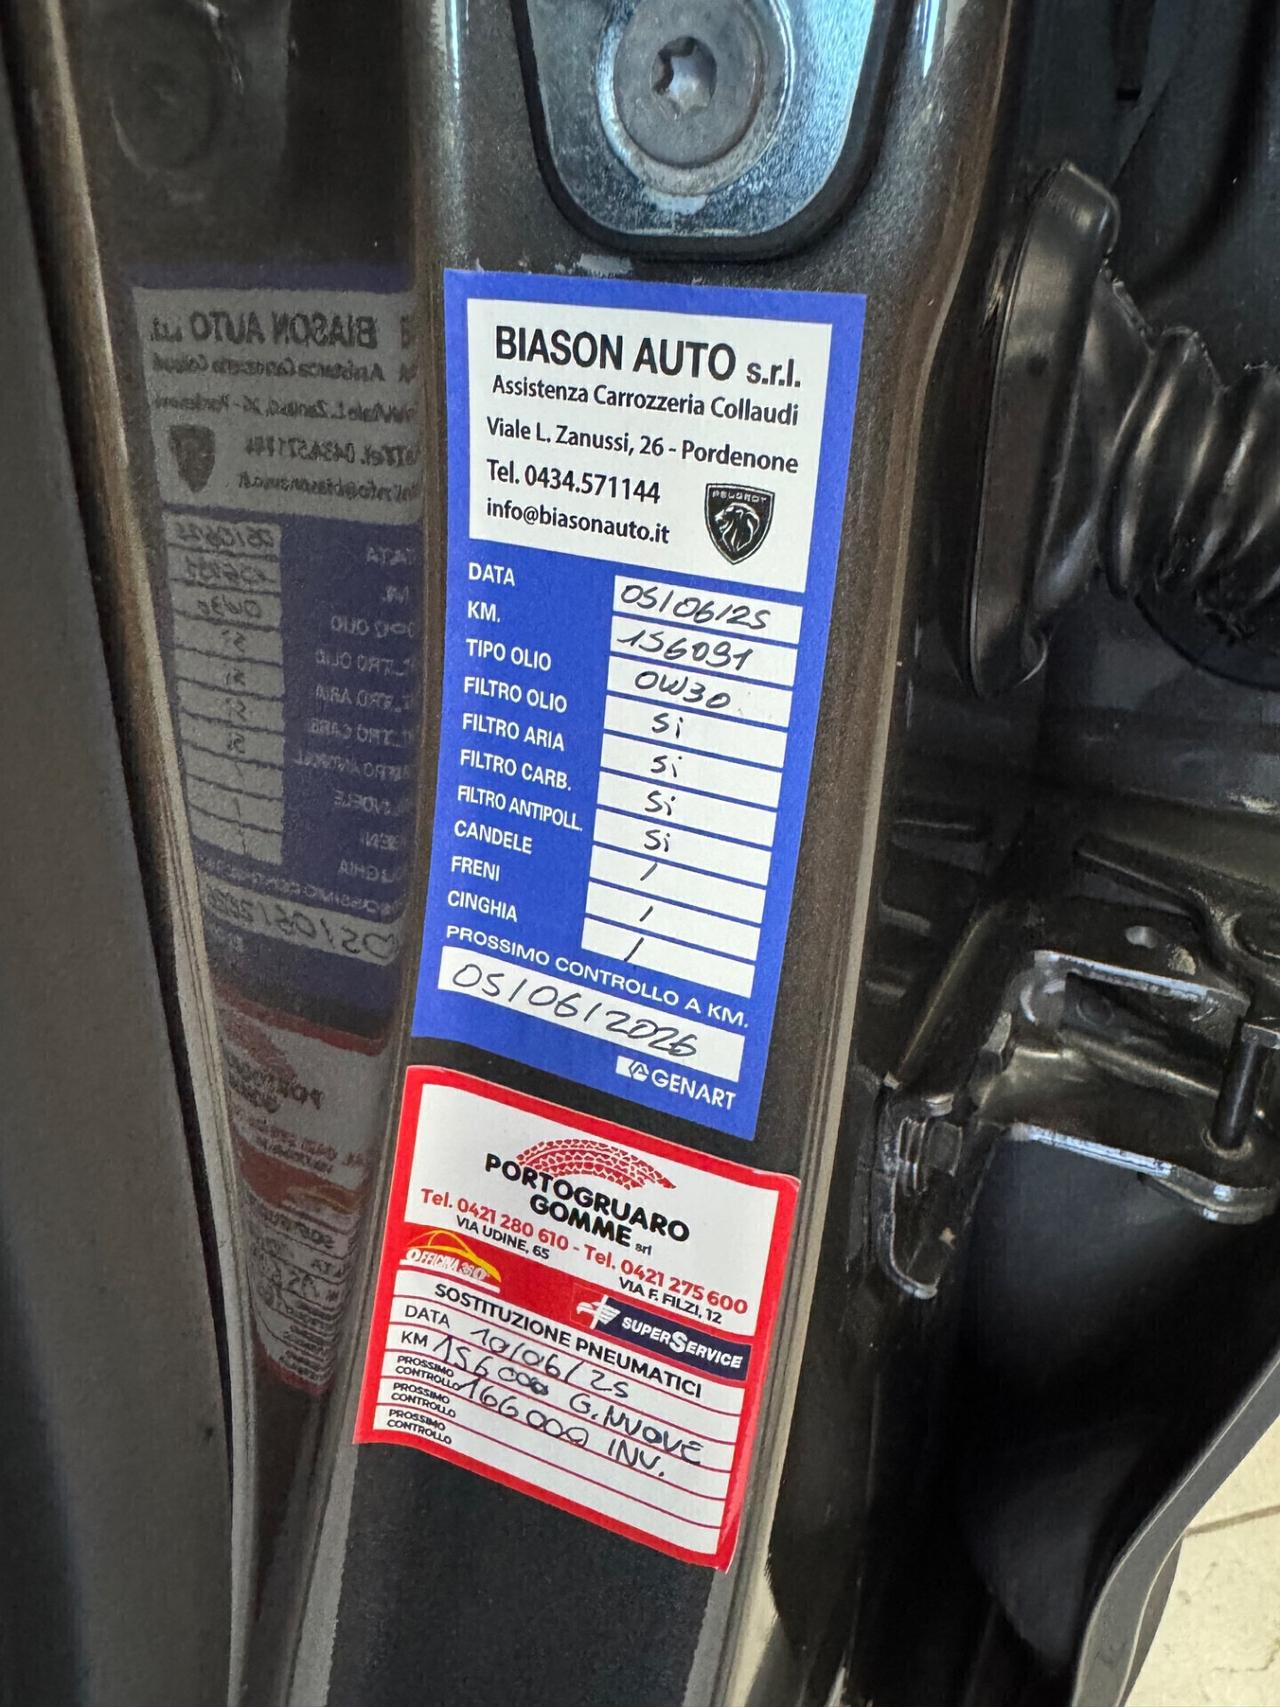 BIASON AUTO s.r.l.
Assistenza Carrozzeria Collaudi
Viale L. Zanussi, 26 - Pordenone
Tel. 0434.571144
info@biasonauto.it
PEUGEOT
DATA 05/06/25
KM. 156091
TIPO OLIO 0W30
FILTRO OLIO Si
FILTRO ARIA Si
FILTRO CARB. Si
FILTRO ANTIPOLL. Si
CANDELE /
FRENI /
CINGHIA /
PROSSIMO CONTROLLO A KM.
05/06/2026
GENART
PORTOGRUARO
GOMME srl
Tel. 0421 280 610 - Tel. 0421 275 600
VIA UDINE, 65 VIA F. FILZI, 12
OFFICINA360° SUPERSERVICE
SOSTITUZIONE PNEUMATICI
DATA 10/06/25
KM 156000 G. NUOVE
PROSSIMO CONTROLLO 166000 INV.
PROSSIMO CONTROLLO
PROSSIMO CONTROLLO